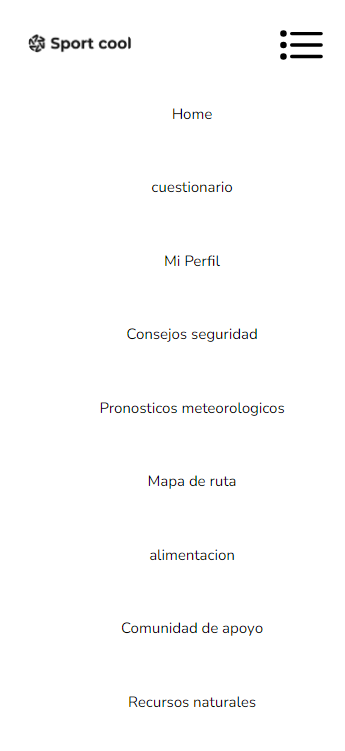 Sport cool
Home
cuestionario
Mi Perfil
Consejos seguridad
Pronosticos meteorologicos
Mapa de ruta
alimentacion
Comunidad de apoyo
Recursos naturales